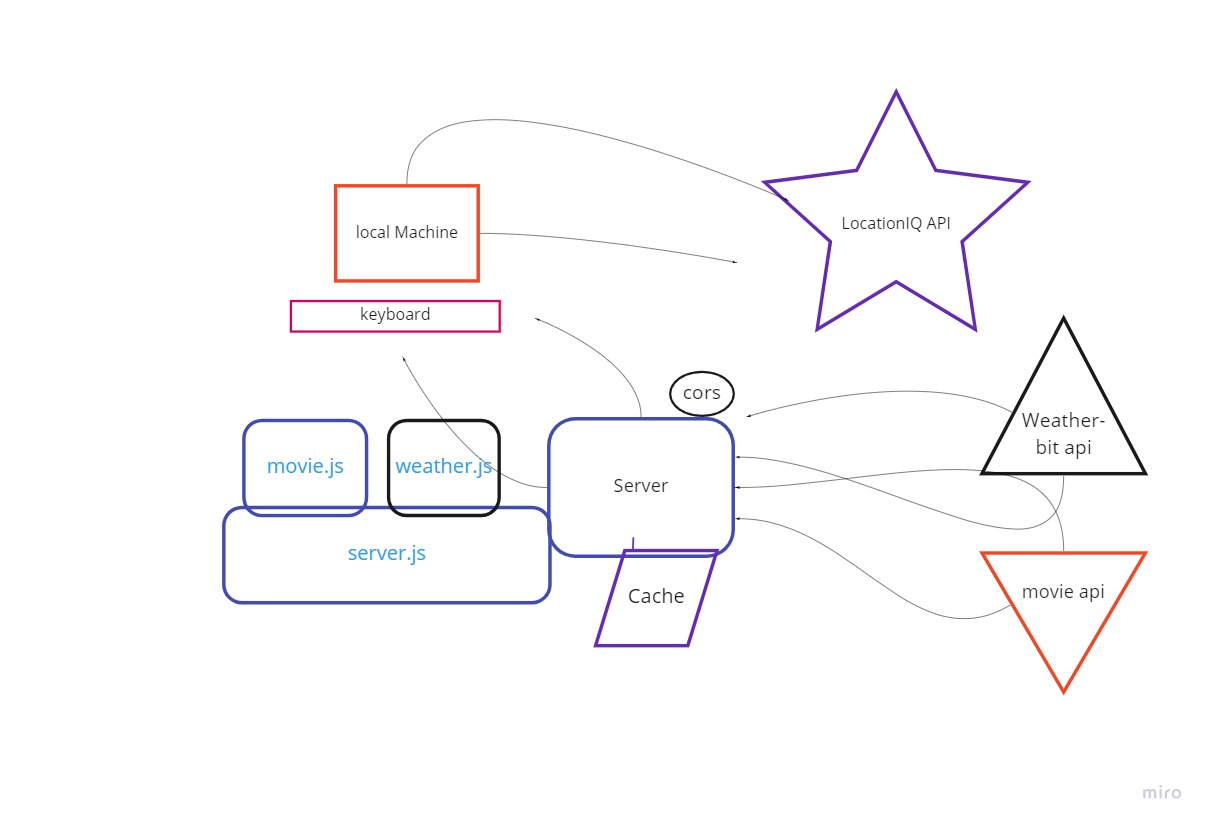 local Machine
LocationIQ API
keyboard
cors
Weather-
bit api
movie.js
weather.js
Server
server.js
Cache
movie api
miro